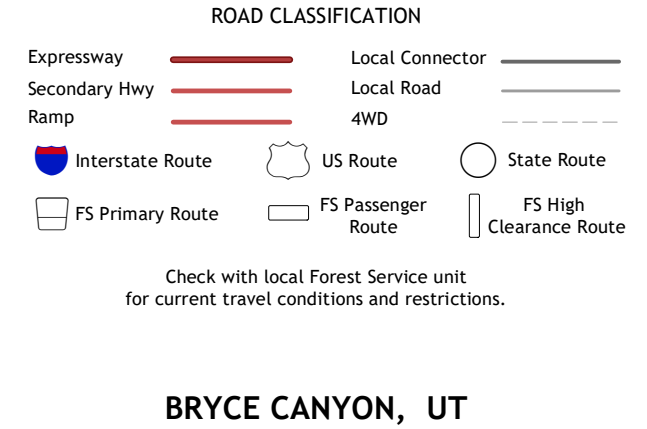 ROAD CLASSIFICATION
Expressway
Local Connector
Secondary Hwy
Local Road
Ramp
4WD
Interstate Route
US Route
State Route
FS Primary Route
FS Passenger
Route
FS High
Clearance Route
Check with local Forest Service unit
for current travel conditions and restrictions.
BRYCE CANYON, UT